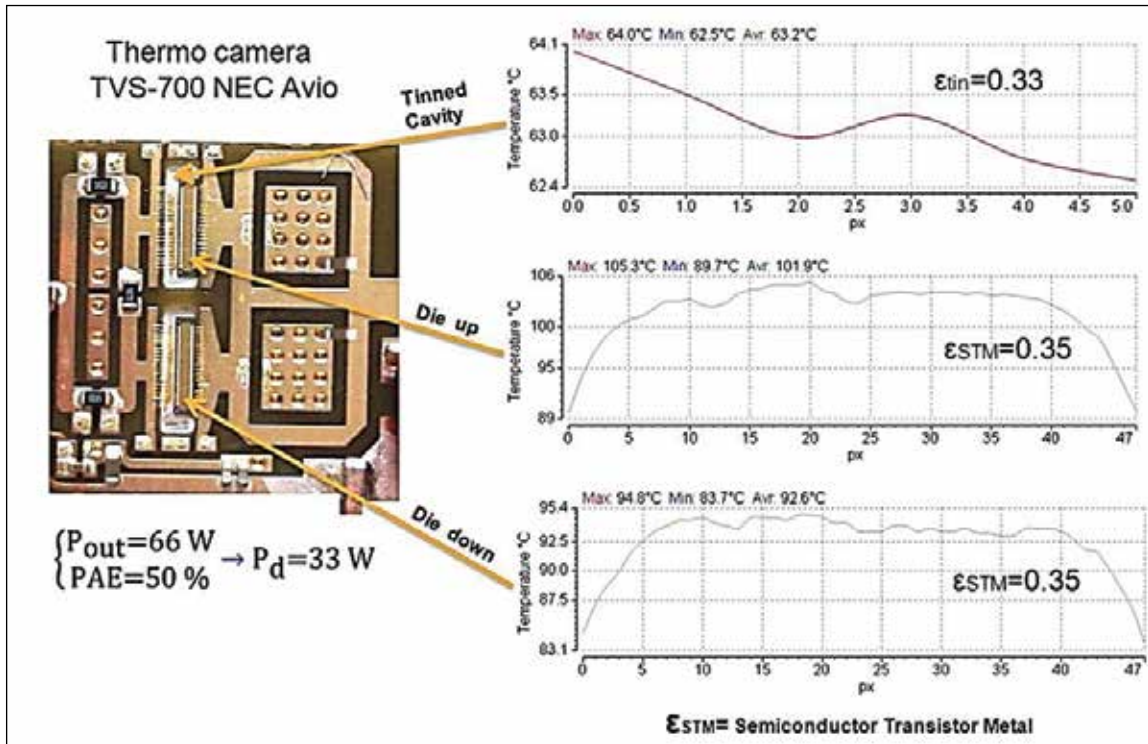 Thermo camera
TVS-700 NEC Avio
Tinned
Cavity
Die up
Die down
{Pout=66 W
{PAE=50 % → Pd=33 W
Max: 64.0°C Min: 62.5°C Avr: 63.2°C
Temperature °C
64.1
63.5
63.0
62.4
εtin=0.33
0.0 0.5 1.0 1.5 2.0 2.5 3.0 3.5 4.0 4.5 5.0
px
Max: 105.3°C Min: 89.7°C Avr: 101.9°C
Temperature °C
106
100
95
89
εSTM=0.35
0 5 10 15 20 25 30 35 40 47
px
Max: 94.8°C Min: 83.7°C Avr: 92.6°C
Temperature °C
95.4
92.5
90.0
87.5
83.1
εSTM=0.35
0 5 10 15 20 25 30 35 40 47
px
εSTM= Semiconductor Transistor Metal